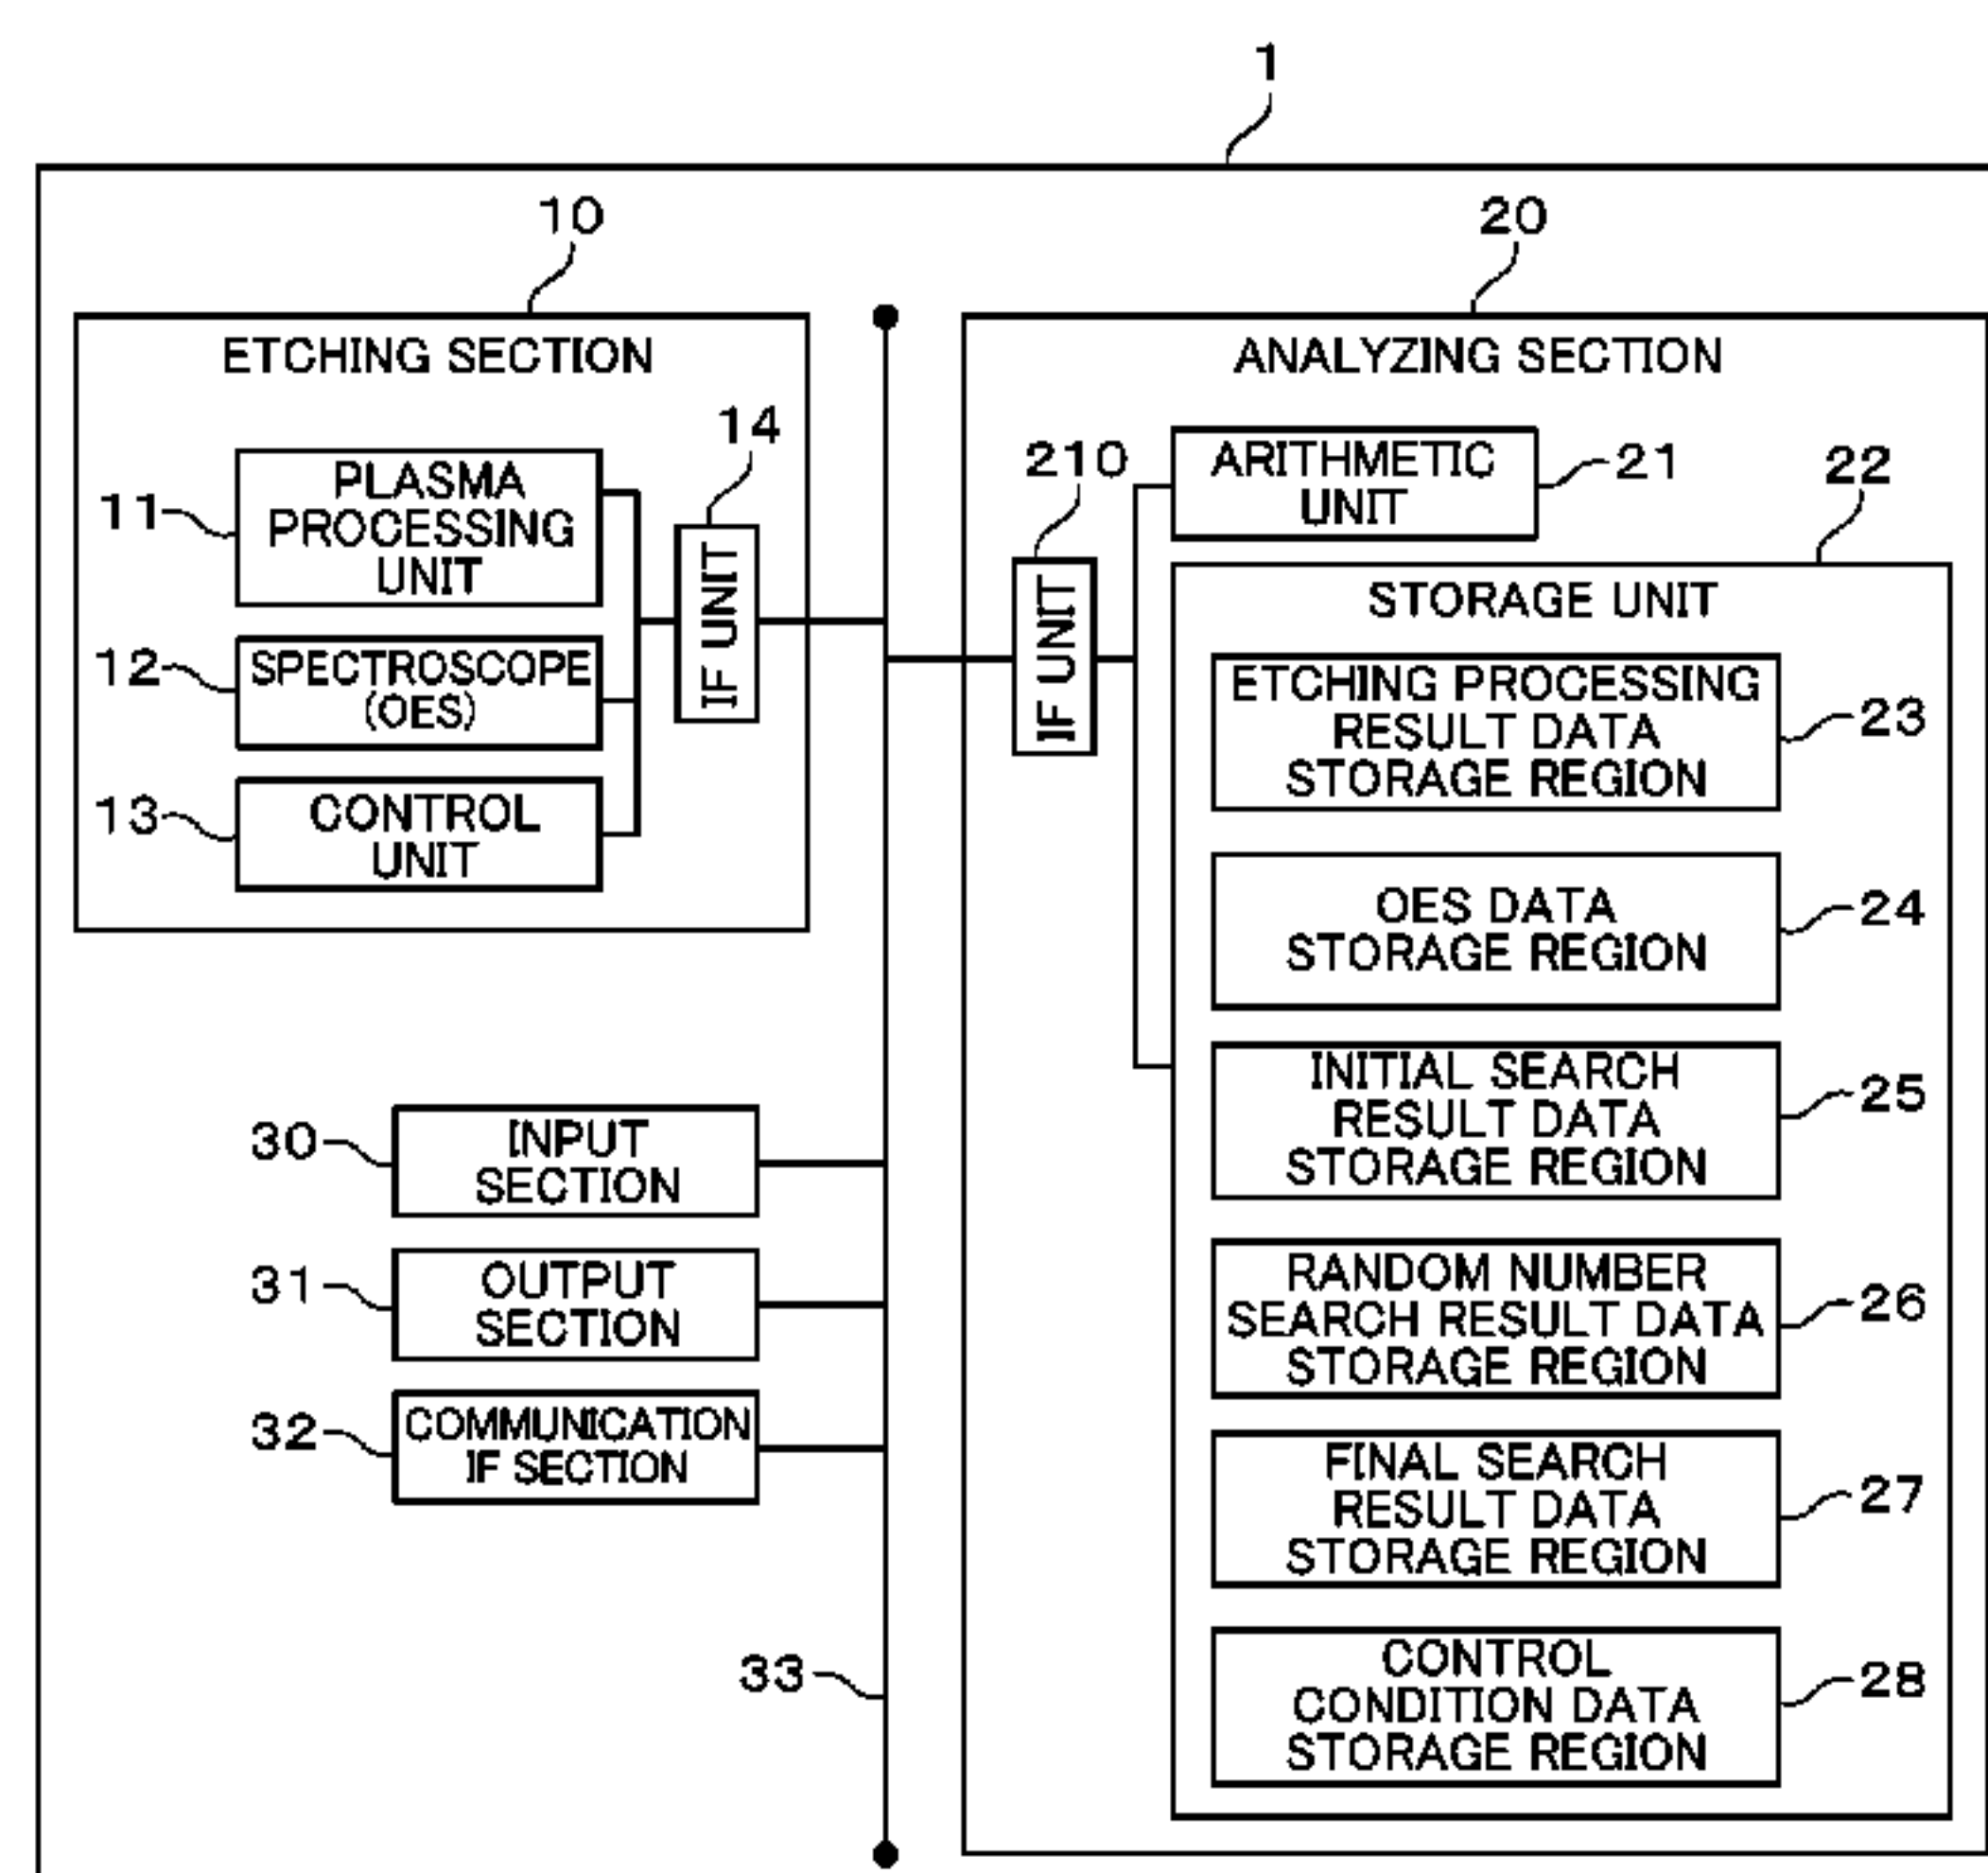 1
10
20
ETCHING SECTION
11
PLASMA
PROCESSING
UNIT
12
SPECTROSCOPE
(OES)
13
CONTROL
UNIT
14
IF UNIT
ANALYZING SECTION
210
IF UNIT
ARITHMETIC
UNIT
21
22
STORAGE UNIT
ETCHING PROCESSING
RESULT DATA
STORAGE REGION
23
OES DATA
STORAGE REGION
24
INITIAL SEARCH
RESULT DATA
STORAGE REGION
25
RANDOM NUMBER
SEARCH RESULT DATA
STORAGE REGION
26
FINAL SEARCH
RESULT DATA
STORAGE REGION
27
CONTROL
CONDITION DATA
STORAGE REGION
28
30
INPUT
SECTION
31
OUTPUT
SECTION
32
COMMUNICATION
IF SECTION
33